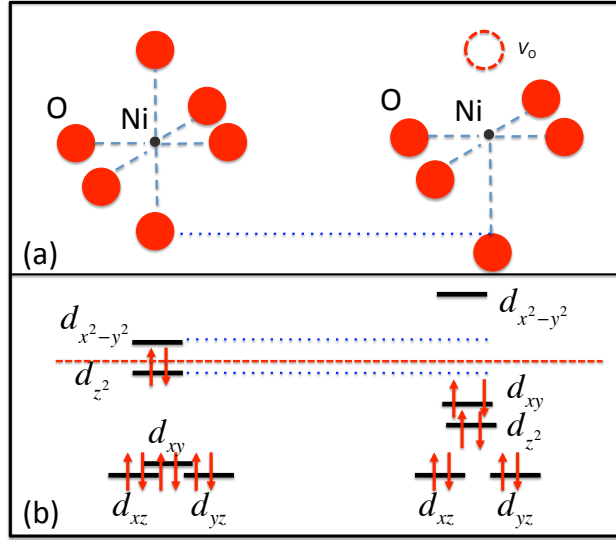 V_O
O Ni O Ni
(a)
d_{x^2-y^2} d_{x^2-y^2}
d_{z^2} d_{xy}
d_{xy} d_{z^2}
d_{xz} d_{yz} d_{xz} d_{yz}
(b)